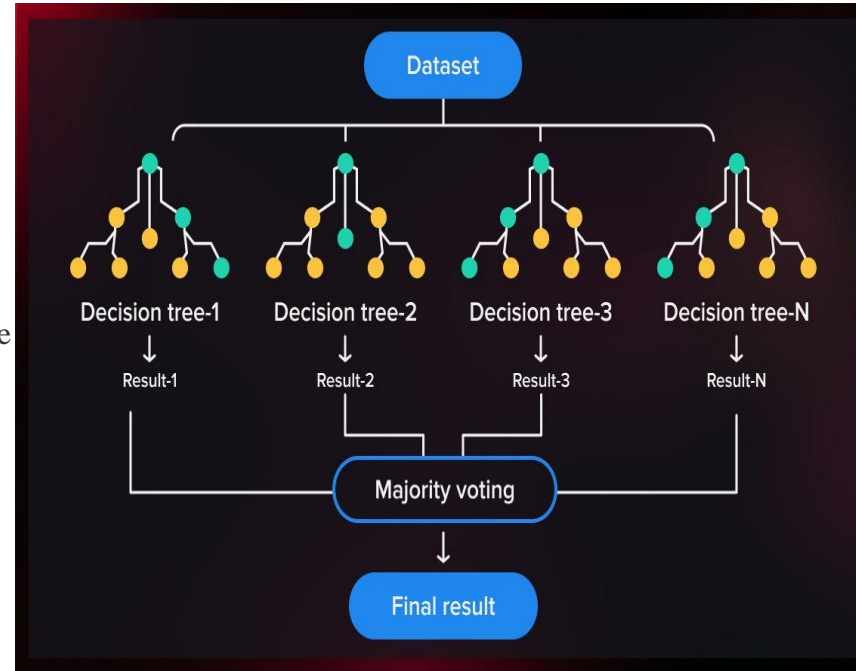 Dataset
Decision tree-1 Decision tree-2 Decision tree-3 Decision tree-N
e
Result-1 Result-2 Result-3 Result-N
Majority voting
Final result